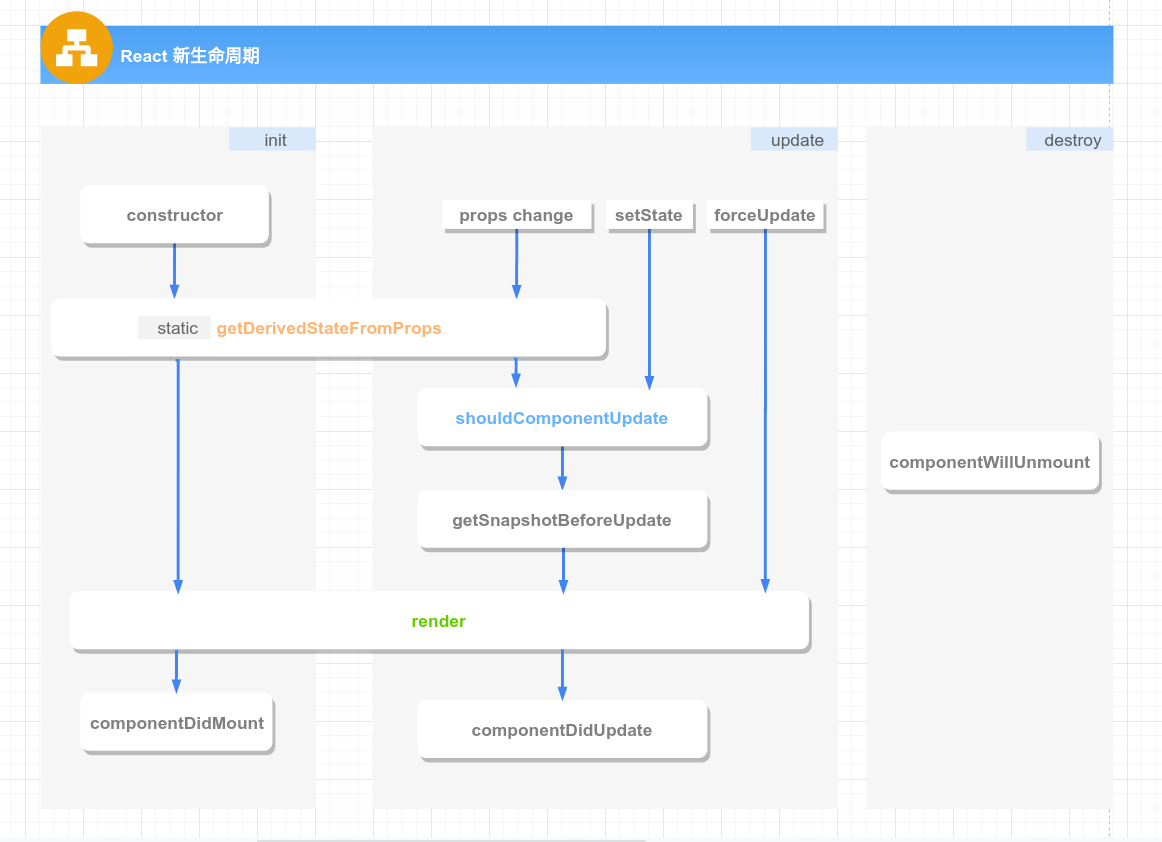 React 新生命周期
init
update
destroy
constructor
props change
setState
forceUpdate
static getDerivedStateFromProps
shouldComponentUpdate
componentWillUnmount
getSnapshotBeforeUpdate
render
componentDidMount
componentDidUpdate